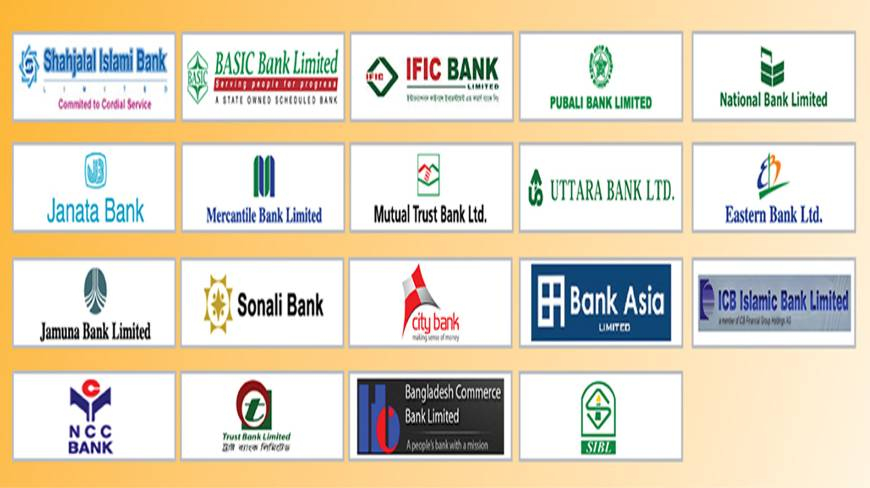 Shahjalal Islami Bank
LIMITED
Commited to Cordial Service
BASIC
BASIC Bank Limited
Serving people for progress
A STATE OWNED SCHEDULED BANK
IFIC
IFIC BANK
LIMITED
PUBALI BANK LIMITED
National Bank Limited
JB
Janata Bank
Mercantile Bank Limited
Mutual Trust Bank Ltd.
UTTARA BANK LTD.
Eastern Bank Ltd.
Jamuna Bank Limited
Sonali Bank
city bank
making sense of money
Bank Asia
LIMITED
ICB Islamic Bank Limited
a member of ICB Financial Group Holdings AG
NCC
BANK
t
Trust Bank Limited
ট্রাষ্ট ব্যাংক লিমিটেড
Bangladesh Commerce
Bank Limited
A people's bank with a mission
SIBL